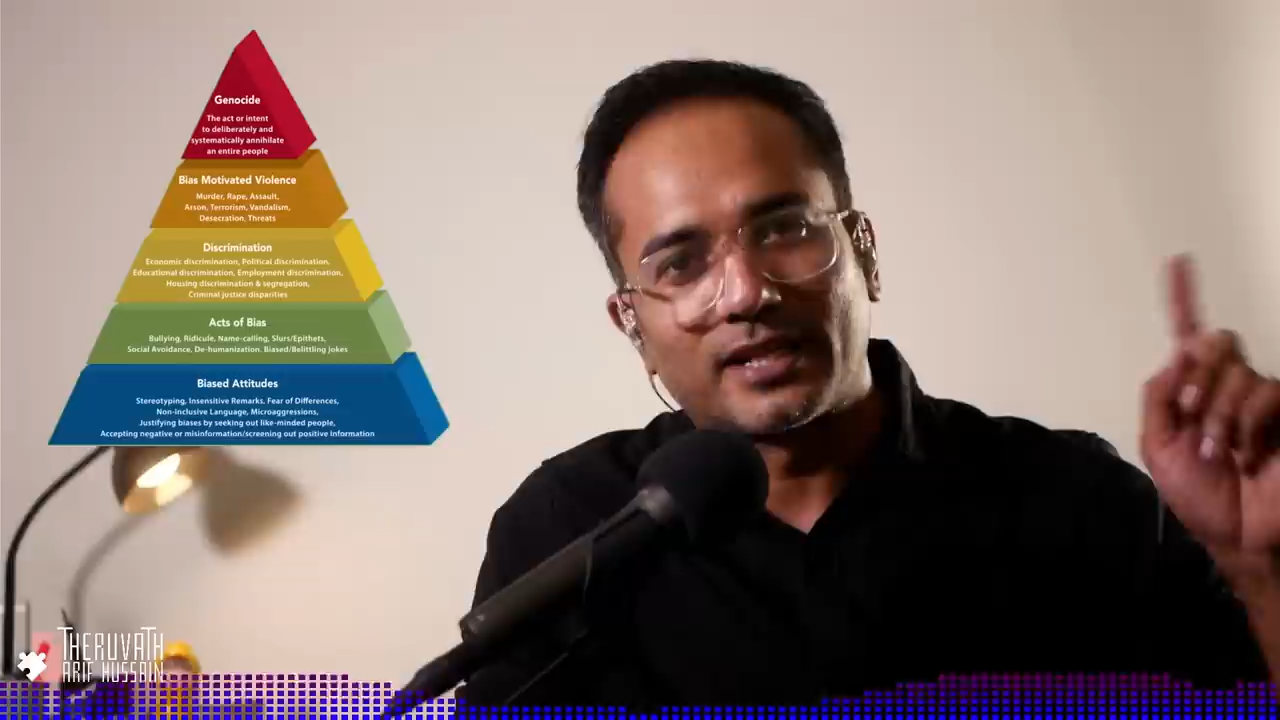 Genocide
The act or intent
to deliberately and
systematically annihilate
an entire people
Bias Motivated Violence
Murder, Rape, Assault,
Arson, Terrorism, Vandalism,
Desecration, Threats
Discrimination
Economic discrimination, Political discrimination,
Educational discrimination, Employment discrimination,
Housing discrimination & segregation,
Criminal justice disparities
Acts of Bias
Bullying, Ridicule, Name-calling, Slurs/Epithets,
Social Avoidance, De-humanization, Biased/Belittling jokes
Biased Attitudes
Stereotyping, Insensitive Remarks, Fear of Differences,
Non-inclusive Language, Microaggressions,
Justifying biases by seeking out like-minded people,
Accepting negative or misinformation/screening out positive information
THERUVATH
ARIF HUSSAIN